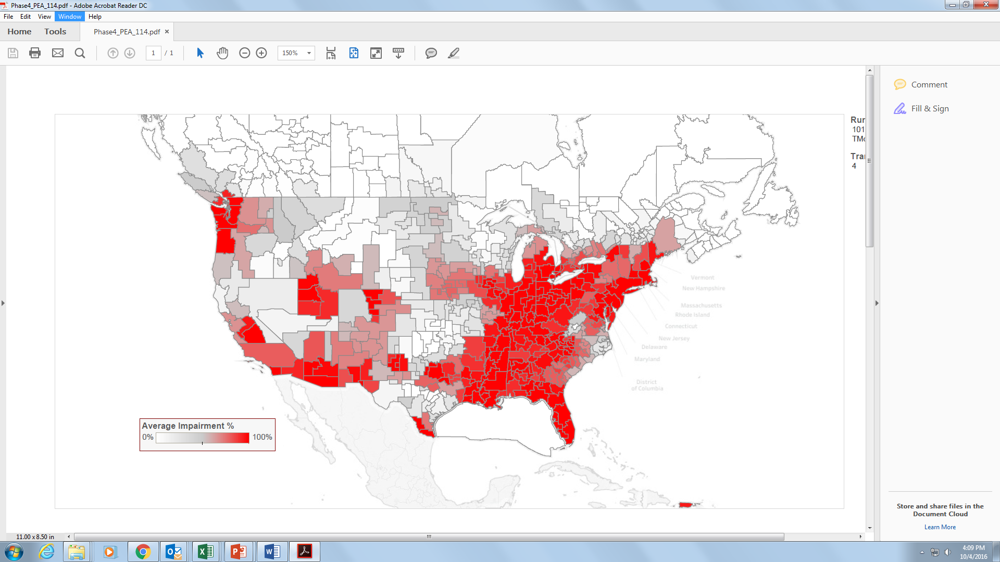 Phase4_PEA_114.pdf - Adobe Acrobat Reader DC
File Edit View Window Help
Home Tools Phase4_PEA_114.pdf ×
1 / 1 150%
Comment
Fill & Sign
Rur
101
TMo
Tra
4
Vermont
New Hampshire
Massachusetts
Rhode Island
Connecticut
New Jersey
Delaware
Maryland
District
of Columbia
Average Impairment %
0% 100%
Store and share files in the
Document Cloud
Learn More
11.00 x 8.50 in
4:09 PM
10/4/2016